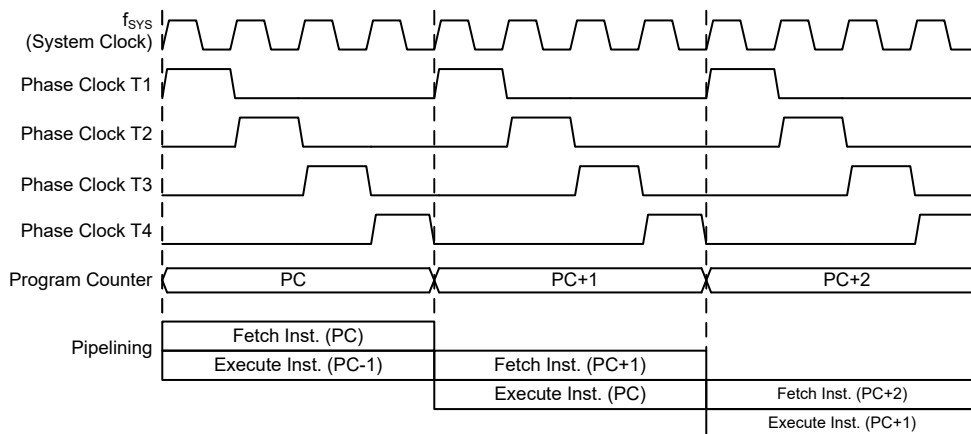 fSYS
(System Clock)
Phase Clock T1
Phase Clock T2
Phase Clock T3
Phase Clock T4
Program Counter PC PC+1 PC+2
Pipelining
Fetch Inst. (PC)
Execute Inst. (PC-1) Fetch Inst. (PC+1)
Execute Inst. (PC) Fetch Inst. (PC+2)
Execute Inst. (PC+1)